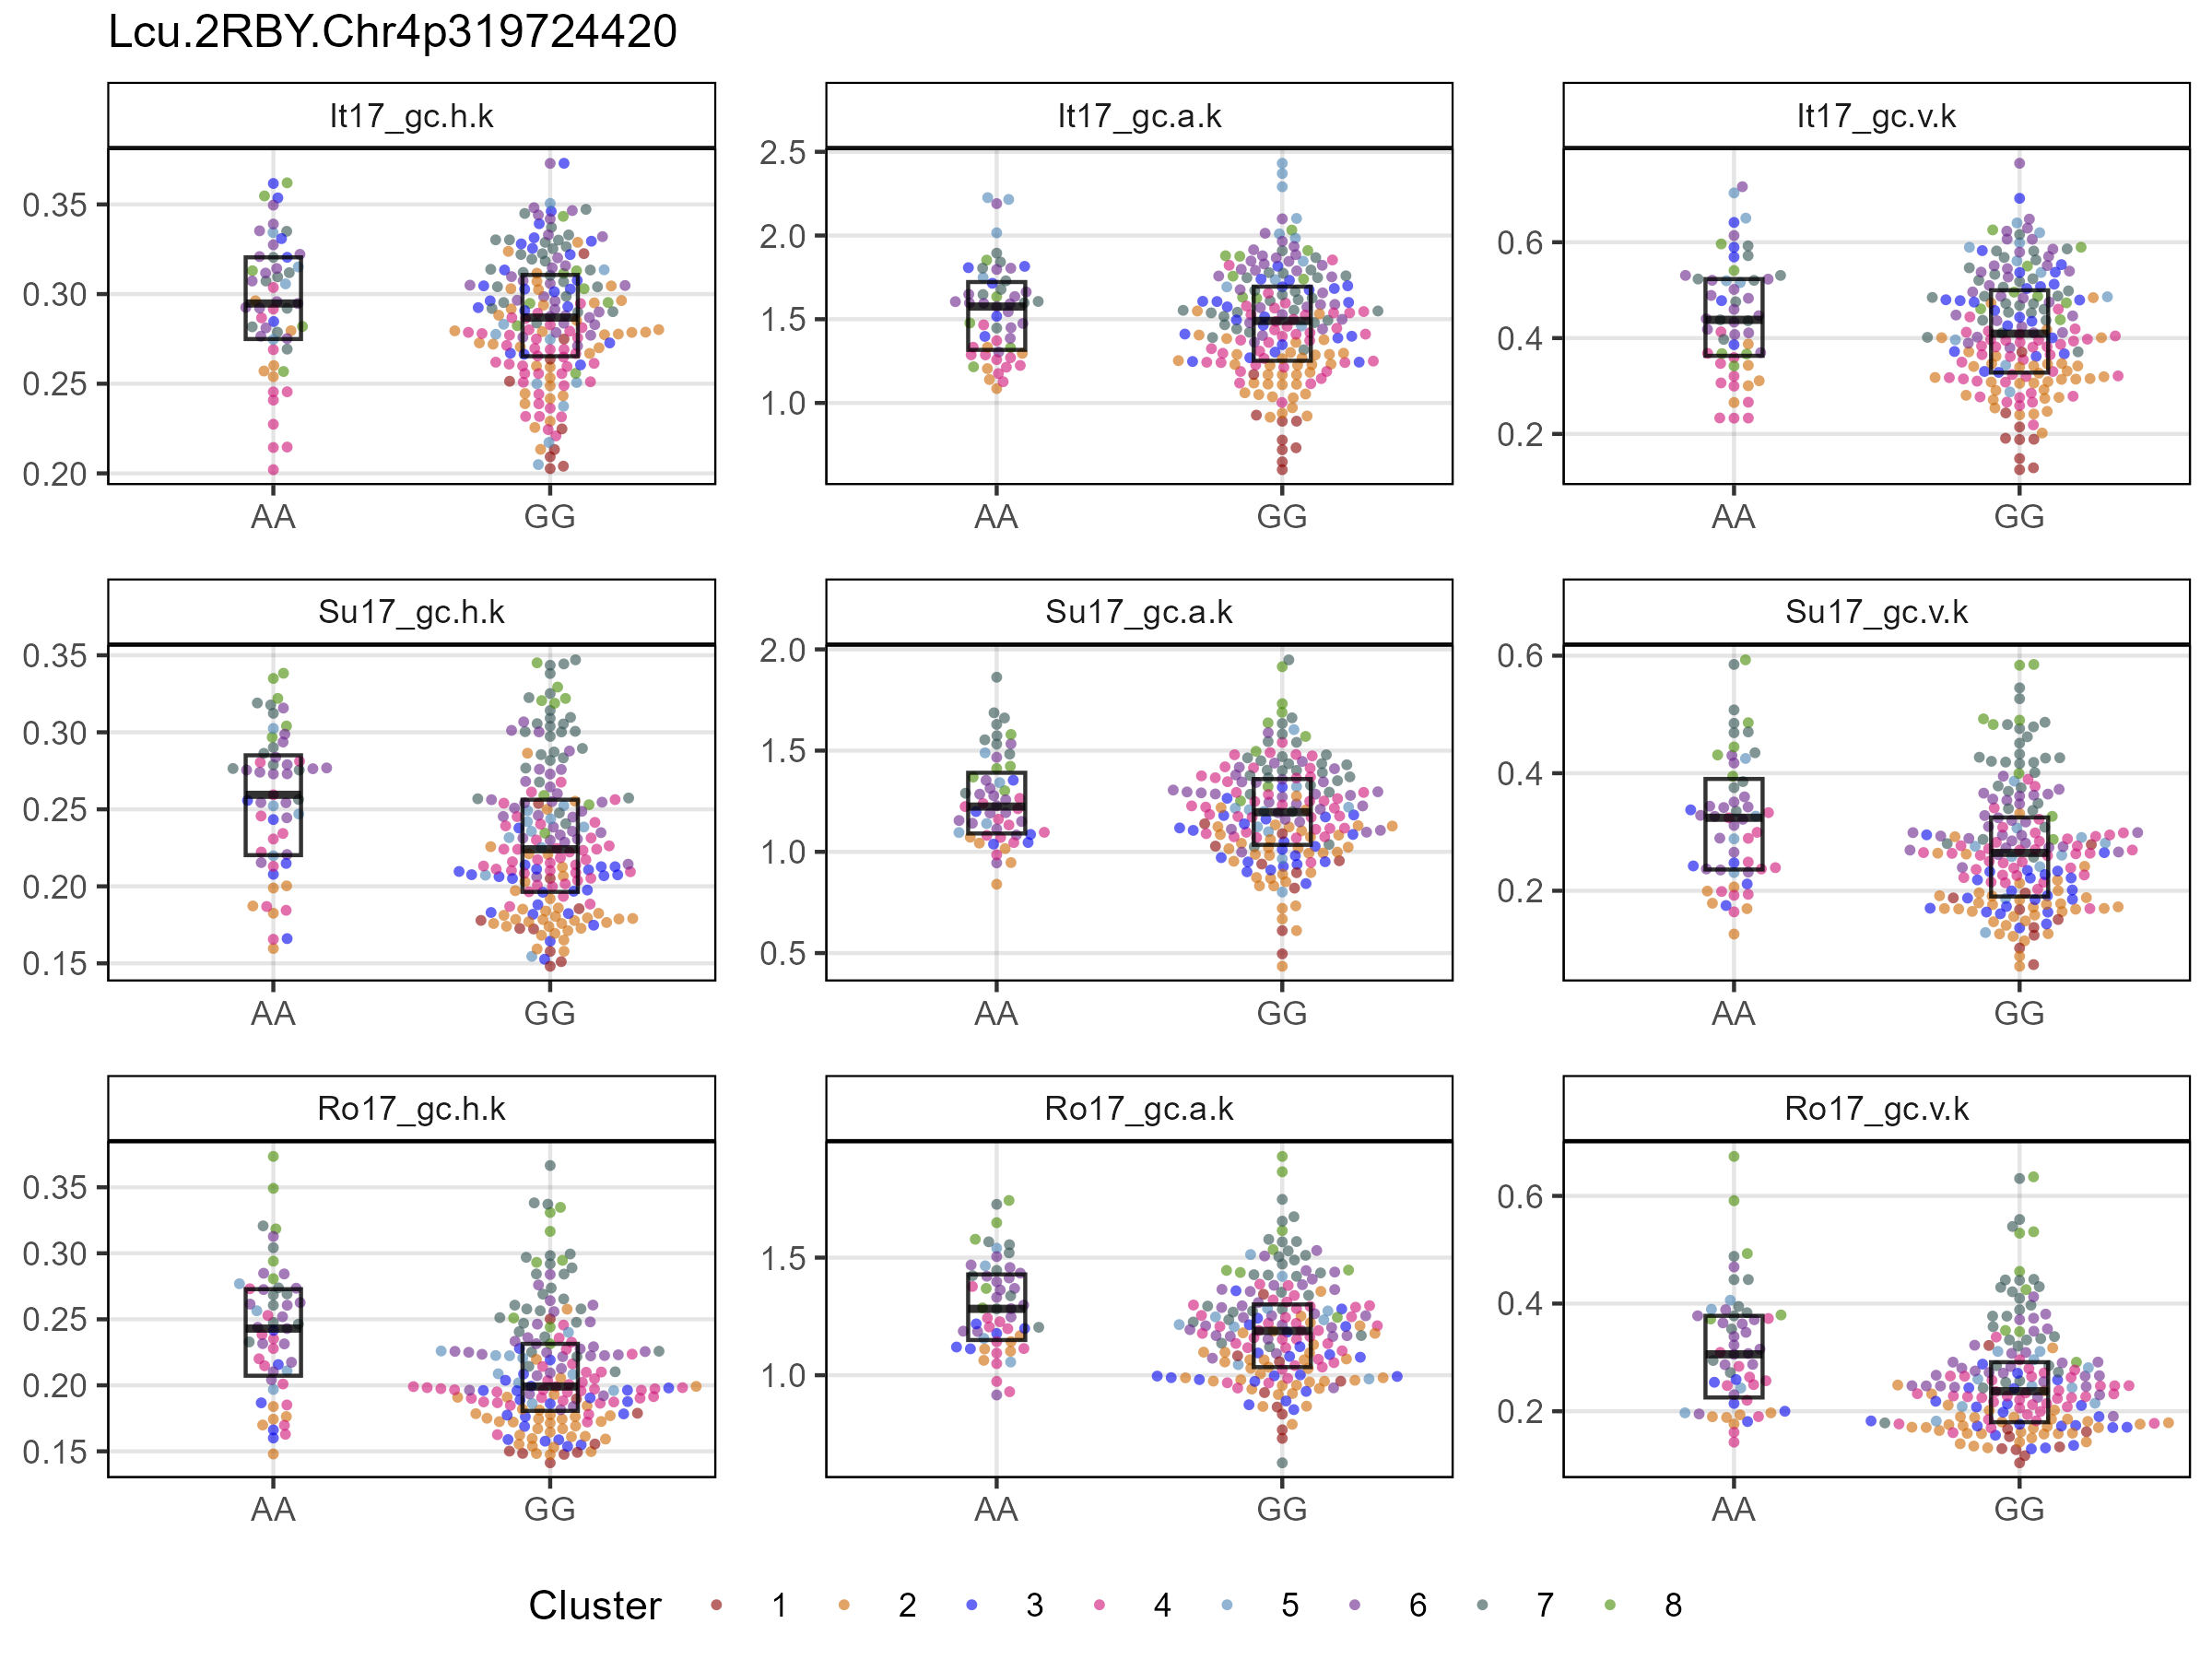 Lcu.2RBY.Chr4p319724420
It17_gc.h.k
It17_gc.a.k
It17_gc.v.k
0.35
0.30
0.25
0.20
AA
GG
2.5
2.0
1.5
1.0
AA
GG
0.6
0.4
0.2
AA
GG
Su17_gc.h.k
Su17_gc.a.k
Su17_gc.v.k
0.35
0.30
0.25
0.20
0.15
AA
GG
2.0
1.5
1.0
0.5
AA
GG
0.6
0.4
0.2
AA
GG
Ro17_gc.h.k
Ro17_gc.a.k
Ro17_gc.v.k
0.35
0.30
0.25
0.20
0.15
AA
GG
1.5
1.0
AA
GG
0.6
0.4
0.2
AA
GG
Cluster 1 2 3 4 5 6 7 8